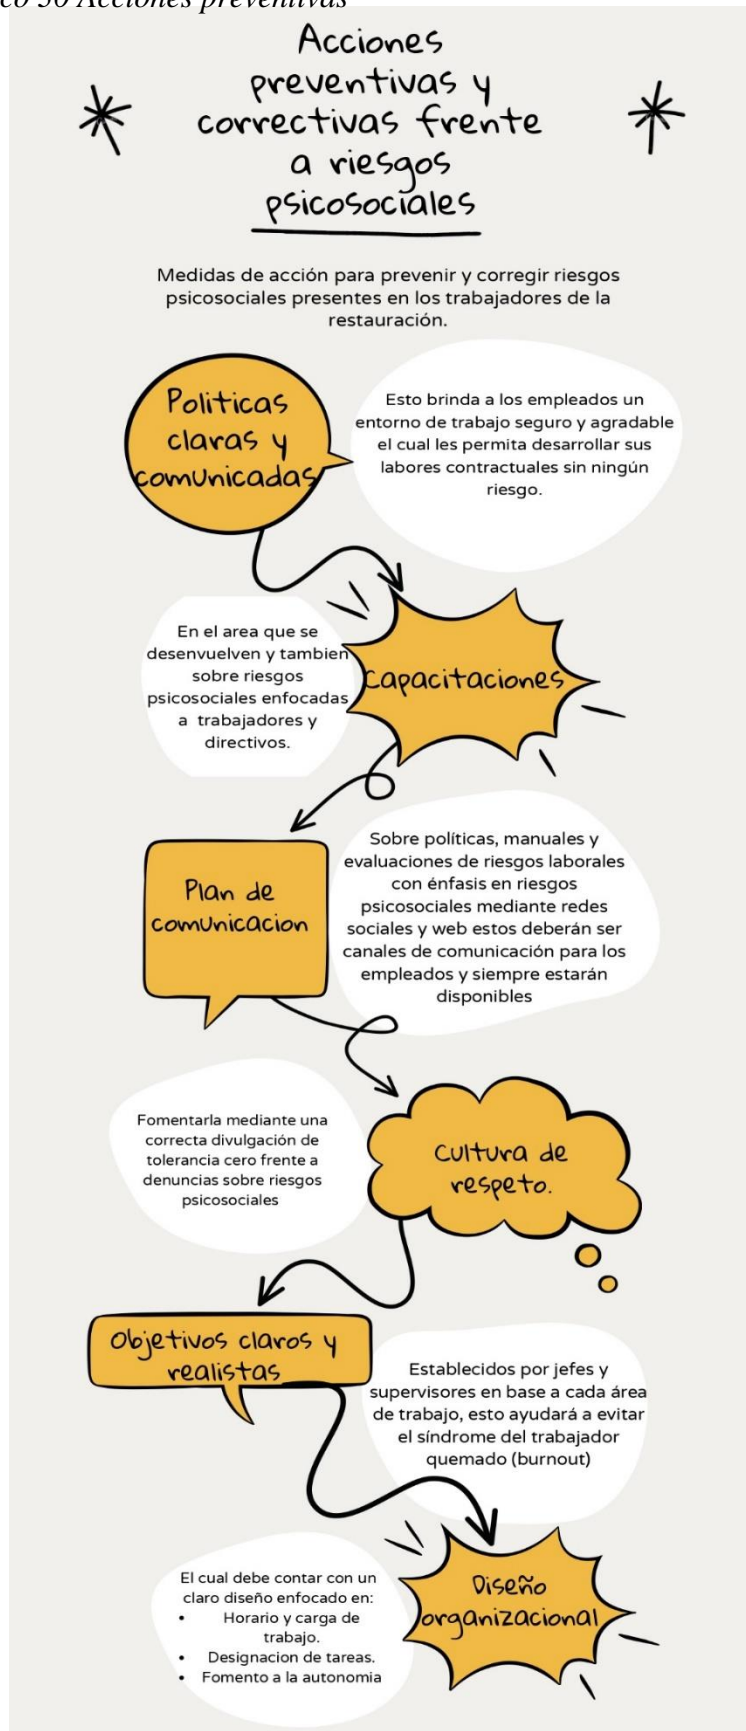 co 30 Acciones preventivas
Acciones
preventivas y
correctivas frente
a riesgos
psicosociales
Medidas de acción para prevenir y corregir riesgos
psicosociales presentes en los trabajadores de la
restauración.
Politicas
claras y
comunicadas
Esto brinda a los empleados un
entorno de trabajo seguro y agradable
el cual les permita desarrollar sus
labores contractuales sin ningún
riesgo.
En el area que se
desenvuelven y tambien
sobre riesgos
psicosociales enfocadas
a trabajadores y
directivos.
Capacitaciones
Plan de
comunicacion
Sobre políticas, manuales y
evaluaciones de riesgos laborales
con énfasis en riesgos
psicosociales mediante redes
sociales y web estos deberán ser
canales de comunicación para los
empleados y siempre estarán
disponibles
Fomentarla mediante una
correcta divulgación de
tolerancia cero frente a
denuncias sobre riesgos
psicosociales
Cultura de
respeto.
Objetivos claros y
realistas
Establecidos por jefes y
supervisores en base a cada área
de trabajo, esto ayudará a evitar
el síndrome del trabajador
quemado (burnout)
El cual debe contar con un
claro diseño enfocado en:
• Horario y carga de
trabajo.
• Designacion de tareas.
• Fomento a la autonomia
Diseño
organizacional